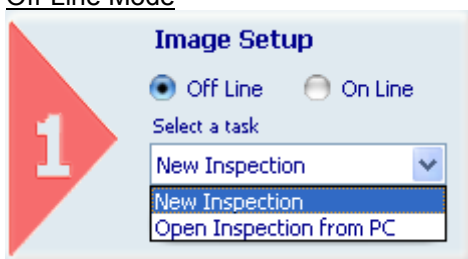 Off Line Mode
1
Image Setup
Off Line On Line
Select a task
New Inspection
New Inspection
Open Inspection from PC